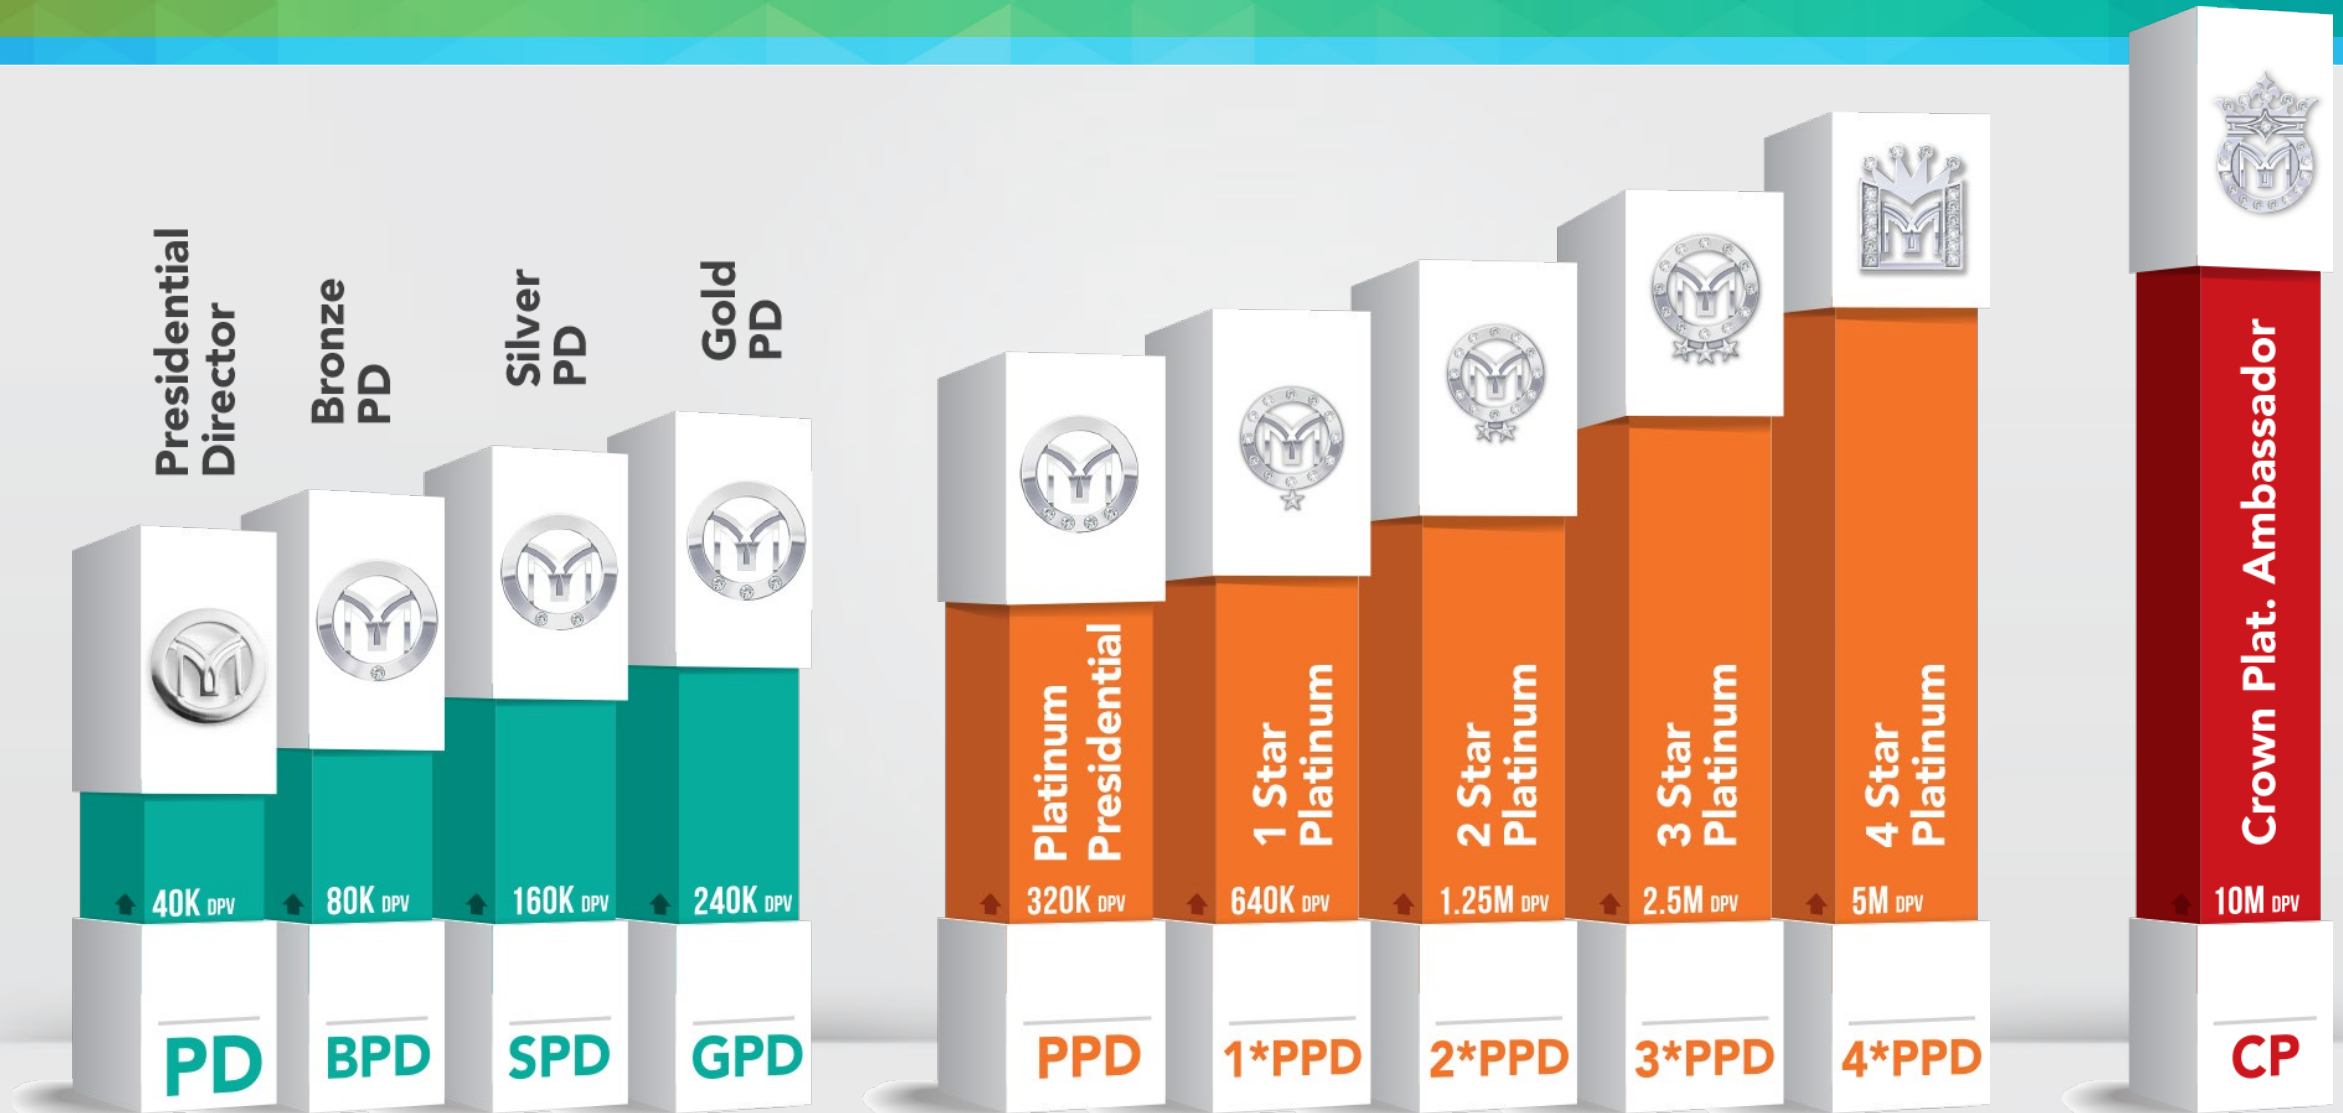 Presidential
Director
40K DPV
PD
Bronze
PD
80K DPV
BPD
Silver
PD
160K DPV
SPD
Gold
PD
240K DPV
GPD
Platinum
Presidential
320K DPV
PPD
1 Star
Platinum
640K DPV
1*PPD
2 Star
Platinum
1.25M DPV
2*PPD
3 Star
Platinum
2.5M DPV
3*PPD
4 Star
Platinum
5M DPV
4*PPD
Crown Plat. Ambassador
10M DPV
CP